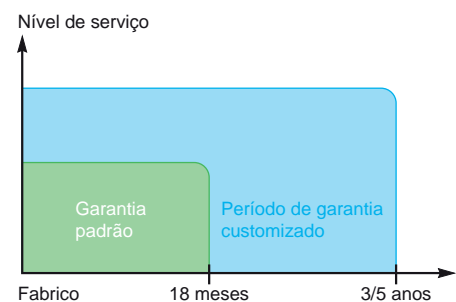 Nível de serviço
Garantia
padrão
Período de garantia
customizado
Fabrico
18 meses
3/5 anos